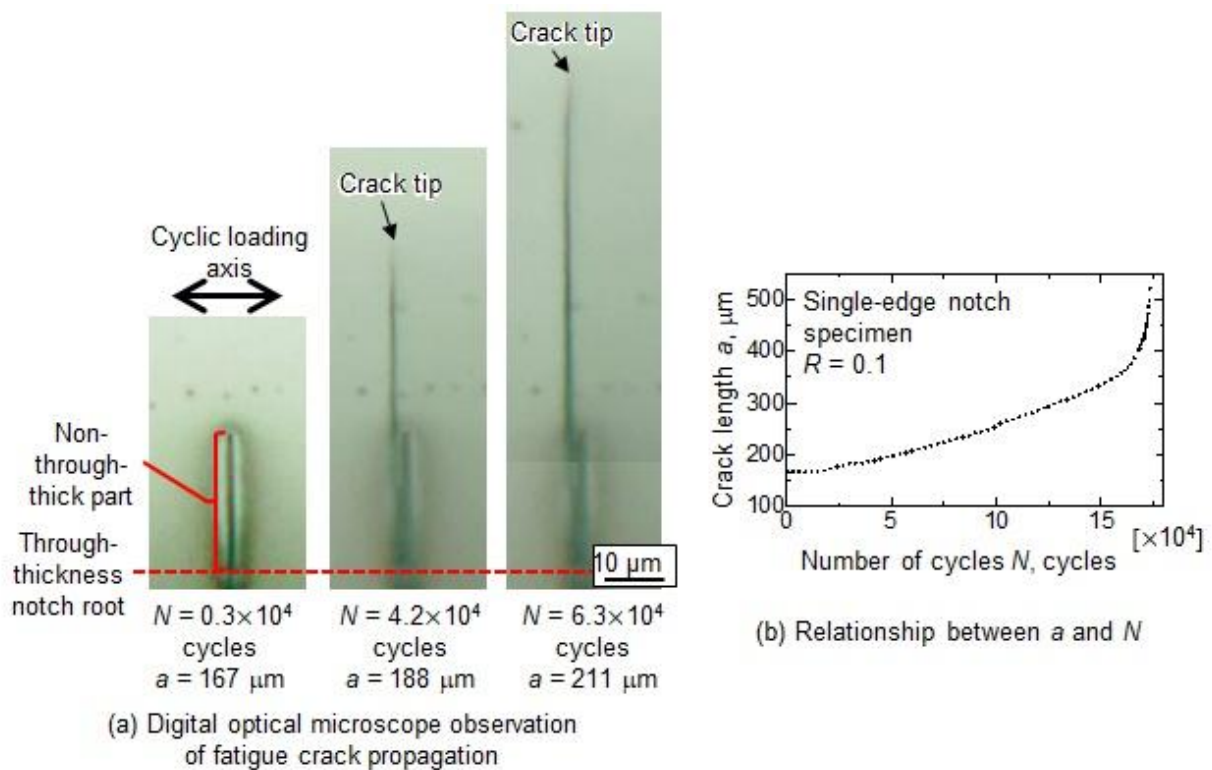 Crack tip
Crack tip
Cyclic loading
axis
Non-
through-
thick part
Through-
thickness
notch root
10 μm
N = 0.3×10⁴
cycles
a = 167 μm
N = 4.2×10⁴
cycles
a = 188 μm
N = 6.3×10⁴
cycles
a = 211 μm
(a) Digital optical microscope observation
of fatigue crack propagation
Crack length a, μm
500
400
300
200
100
Single-edge notch
specimen
R = 0.1
0 5 10 15
[×10⁴]
Number of cycles N, cycles
(b) Relationship between a and N